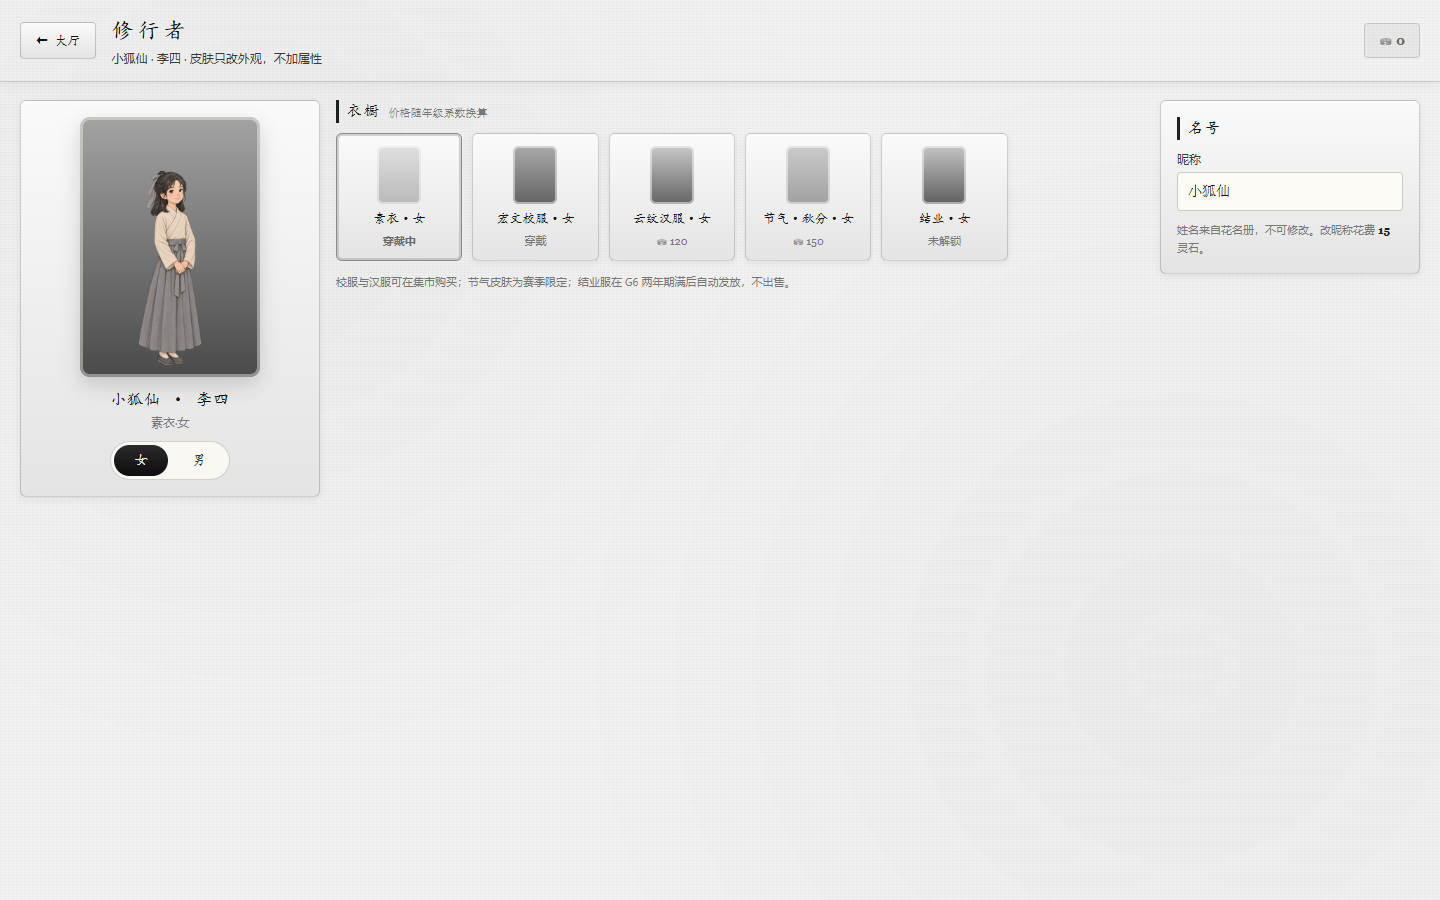 ← 大厅
修行者
小狐仙 · 李四 · 皮肤只改外观，不加属性
0
小狐仙 • 李四
素衣·女
女
男
衣橱 价格随年级系数换算
素衣 • 女
穿戴中
宏文校服 • 女
穿戴
云纹汉服 • 女
120
节气 • 秋分 • 女
150
结业 • 女
未解锁
校服与汉服可在集市购买；节气皮肤为赛季限定；结业服在 G6 两年期满后自动发放，不出售。
名号
昵称
小狐仙
姓名来自花名册，不可修改。改昵称花费 15
灵石。